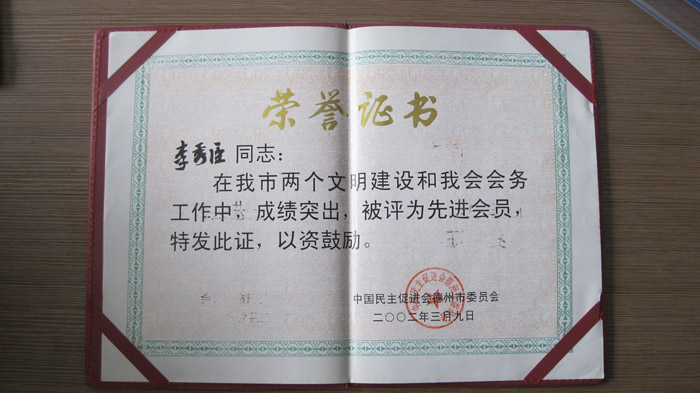 荣誉证书
李秀臣 同志：
在我市两个文明建设和我会会务
工作中，成绩突出，被评为先进会员，
特发此证，以资鼓励。
中国民主促进会德州市委员会
二〇〇二年三月九日